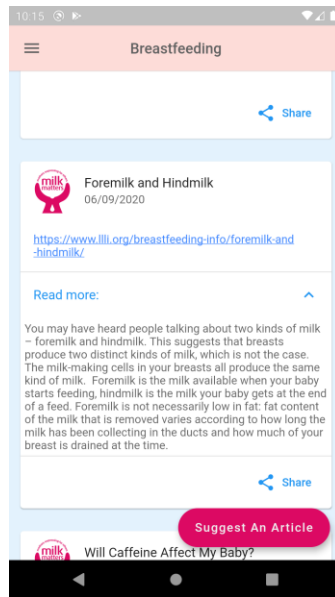 10:15
Breastfeeding
Share
milk
matters
Foremilk and Hindmilk
06/09/2020
https://www.llli.org/breastfeeding-info/foremilk-and
-hindmilk/
Read more:
You may have heard people talking about two kinds of milk
– foremilk and hindmilk. This suggests that breasts
produce two distinct kinds of milk, which is not the case.
The milk-making cells in your breasts all produce the same
kind of milk.  Foremilk is the milk available when your baby
starts feeding, hindmilk is the milk your baby gets at the end
of a feed. Foremilk is not necessarily low in fat: fat content
of the milk that is removed varies according to how long the
milk has been collecting in the ducts and how much of your
breast is drained at the time.
Share
Suggest An Article
milk
matters
Will Caffeine Affect My Baby?